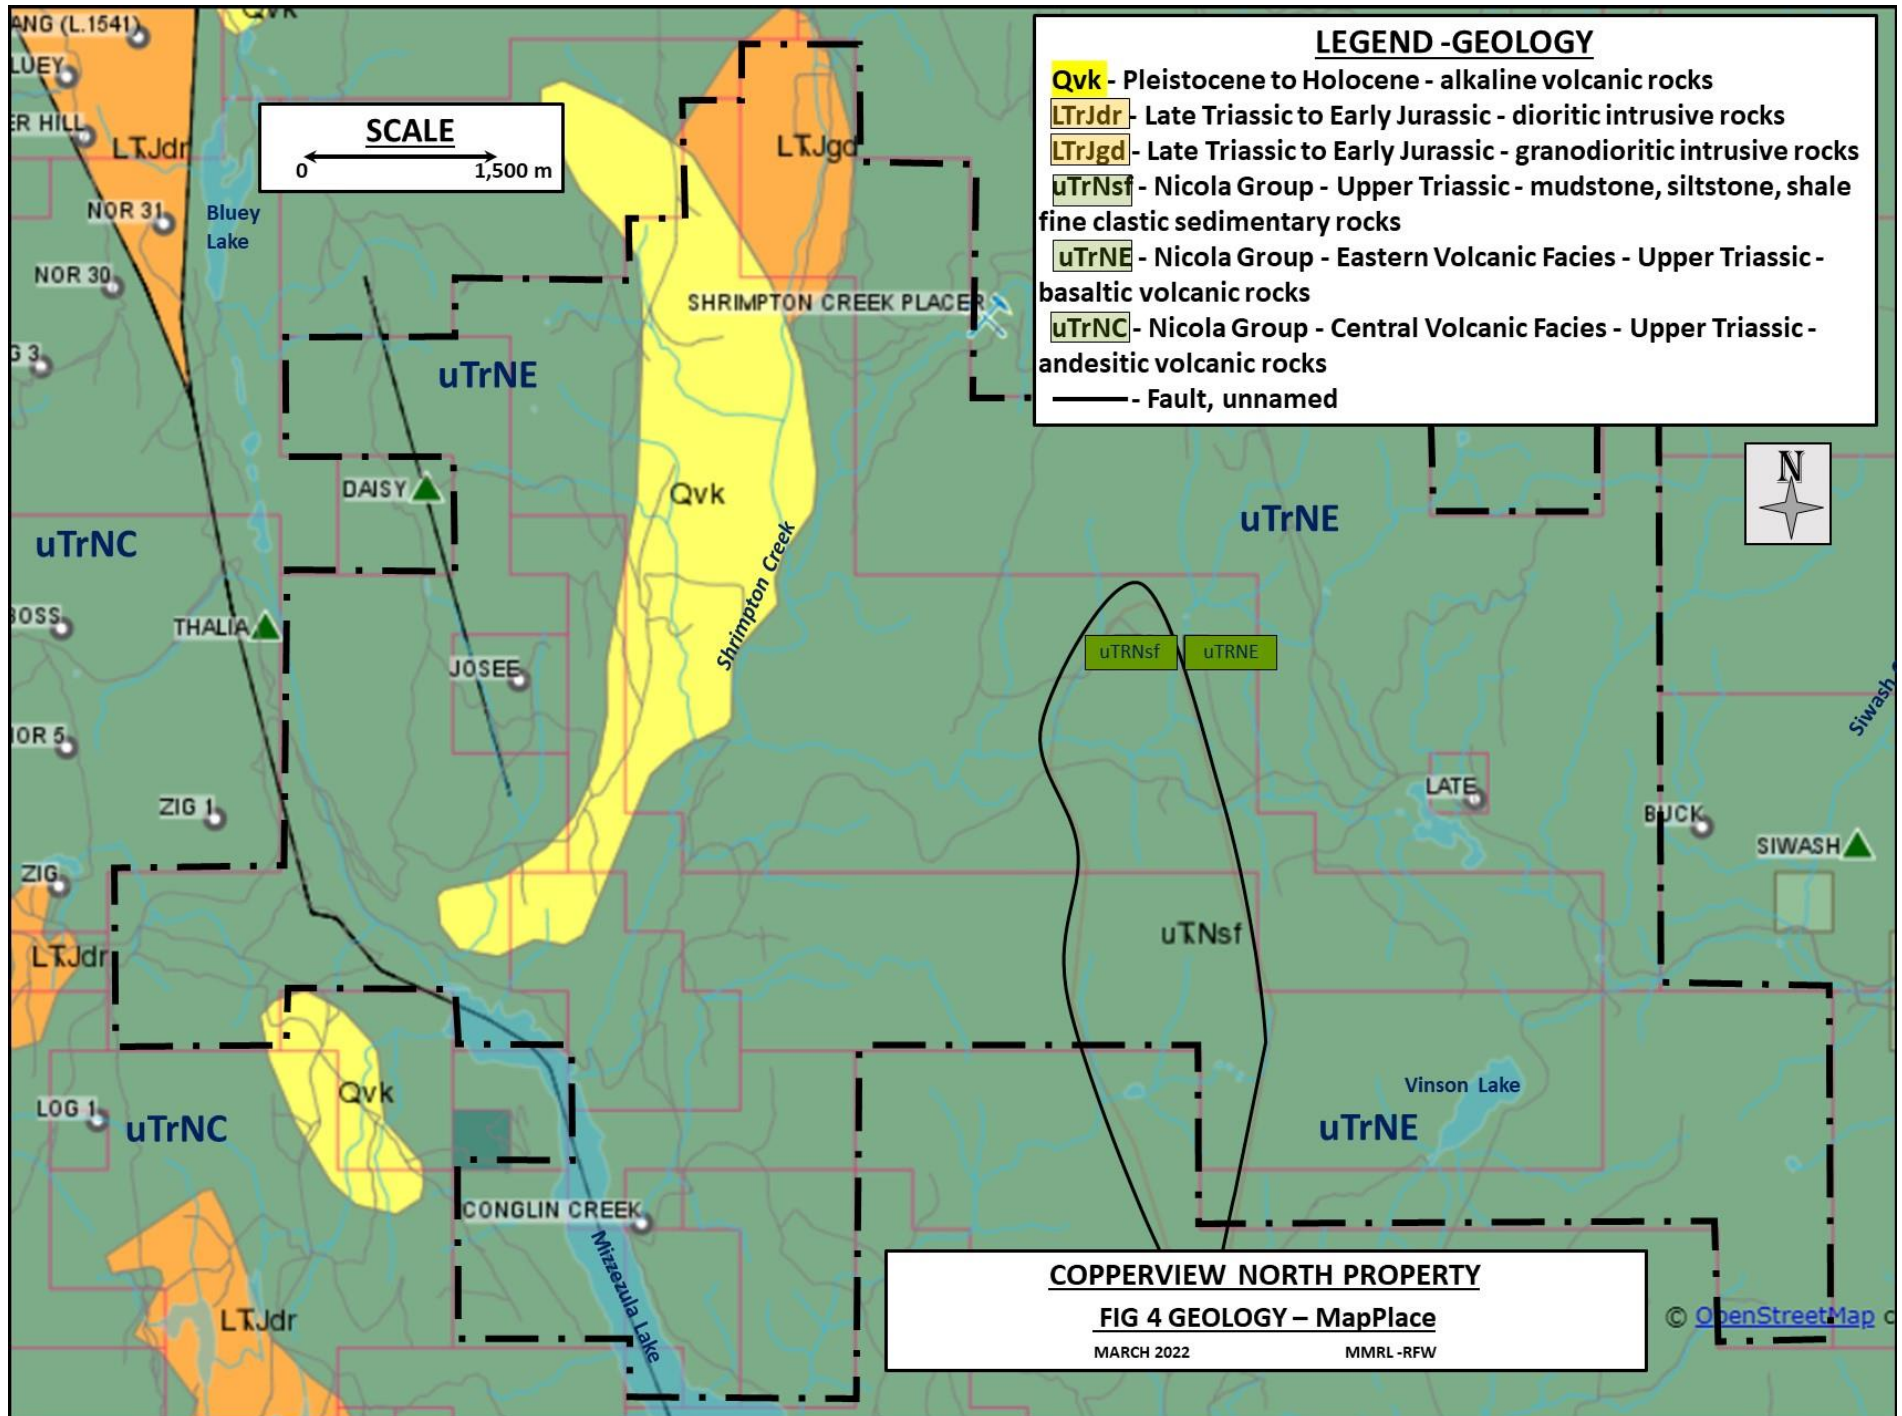 ANG (L.1541)
Qvk
LUEY
ER HILL
LTJdr
NOR 31
NOR 30
G 3
Bluey
Lake
SCALE
0 1,500 m
LTJgd
LEGEND -GEOLOGY
Qvk - Pleistocene to Holocene - alkaline volcanic rocks
LTrJdr - Late Triassic to Early Jurassic - dioritic intrusive rocks
LTrJgd - Late Triassic to Early Jurassic - granodioritic intrusive rocks
uTrNsf - Nicola Group - Upper Triassic - mudstone, siltstone, shale
fine clastic sedimentary rocks
uTrNE - Nicola Group - Eastern Volcanic Facies - Upper Triassic -
basaltic volcanic rocks
uTrNC - Nicola Group - Central Volcanic Facies - Upper Triassic -
andesitic volcanic rocks
- Fault, unnamed
N
SHRIMPTON CREEK PLACER
uTrNE
DAISY
Qvk
uTrNE
uTrNC
Shrimpton Creek
BOSS
THALIA
JOSEE
uTRNsf
uTRNE
Siwash
IOR 5
ZIG 1
LATE
BUCK
SIWASH
ZIG
LTJdr
uTNsf
Qvk
LOG 1
uTrNC
Vinson Lake
uTrNE
CONGLIN CREEK
Mizzezula Lake
LTJdr
COPPERVIEW NORTH PROPERTY
FIG 4 GEOLOGY – MapPlace
MARCH 2022 MMRL -RFW
© OpenStreetMap c